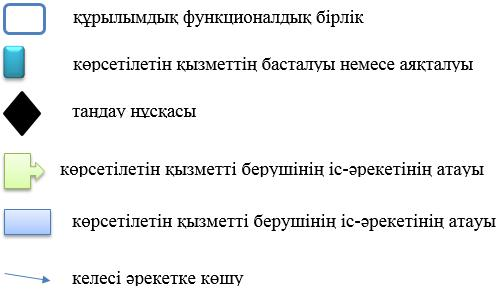 құрылымдық функционалдық бірлік
көрсетілетін қызметтің басталуы немесе аяқталуы
таңдау нұсқасы
көрсетілетін қызметті берушінің іс-әрекетінің атауы
көрсетілетін қызметті берушінің іс-әрекетінің атауы
келесі әрекетке көшу